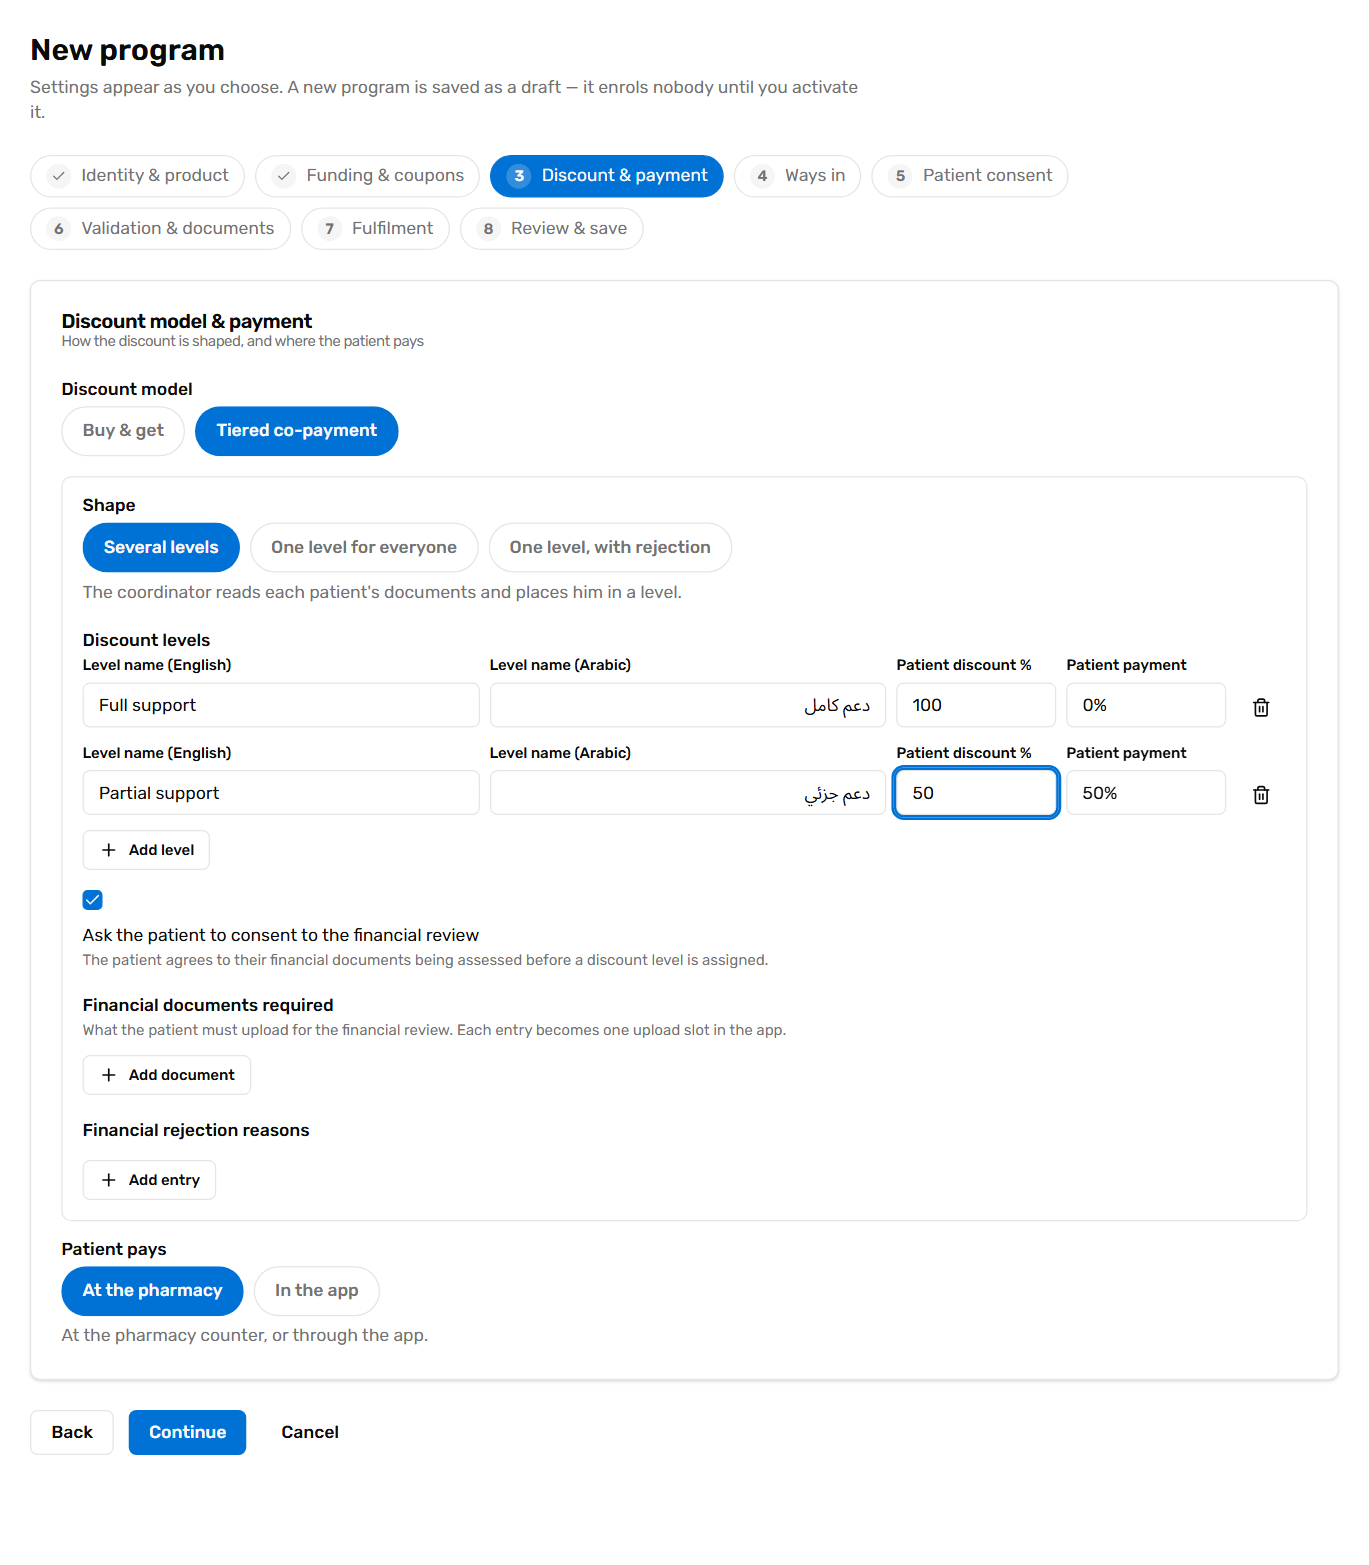 New program
Settings appear as you choose. A new program is saved as a draft — it enrols nobody until you activate
it.
Identity & product
Funding & coupons
3 Discount & payment
4 Ways in
5 Patient consent
6 Validation & documents
7 Fulfilment
8 Review & save
Discount model & payment
How the discount is shaped, and where the patient pays
Discount model
Buy & get
Tiered co-payment
Shape
Several levels
One level for everyone
One level, with rejection
The coordinator reads each patient's documents and places him in a level.
Discount levels
Level name (English) Level name (Arabic) Patient discount % Patient payment
Full support دعم كامل 100 0%
Level name (English) Level name (Arabic) Patient discount % Patient payment
Partial support دعم جزئي 50 50%
Add level
Ask the patient to consent to the financial review
The patient agrees to their financial documents being assessed before a discount level is assigned.
Financial documents required
What the patient must upload for the financial review. Each entry becomes one upload slot in the app.
Add document
Financial rejection reasons
Add entry
Patient pays
At the pharmacy
In the app
At the pharmacy counter, or through the app.
Back
Continue
Cancel